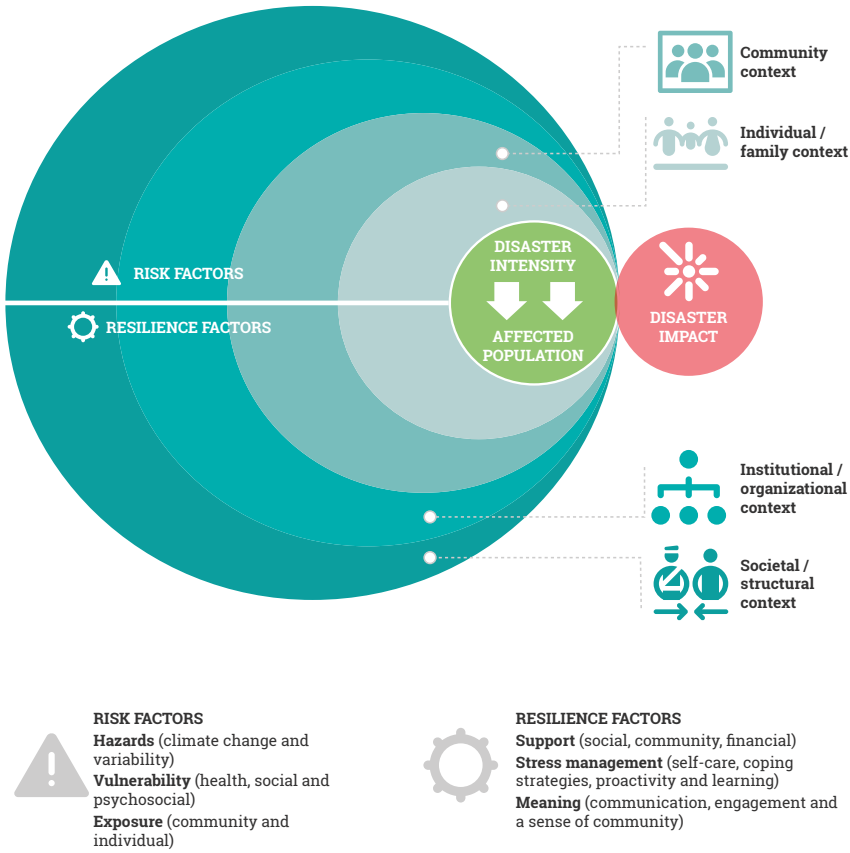 Community
context
Individual /
family context
DISASTER
INTENSITY
AFFECTED
POPULATION
DISASTER
IMPACT
RISK FACTORS
RESILIENCE FACTORS
Institutional /
organizational
context
Societal /
structural
context
RISK FACTORS
Hazards (climate change and
variability)
Vulnerability (health, social and
psychosocial)
Exposure (community and
individual)
RESILIENCE FACTORS
Support (social, community, financial)
Stress management (self-care, coping
strategies, proactivity and learning)
Meaning (communication, engagement and
a sense of community)